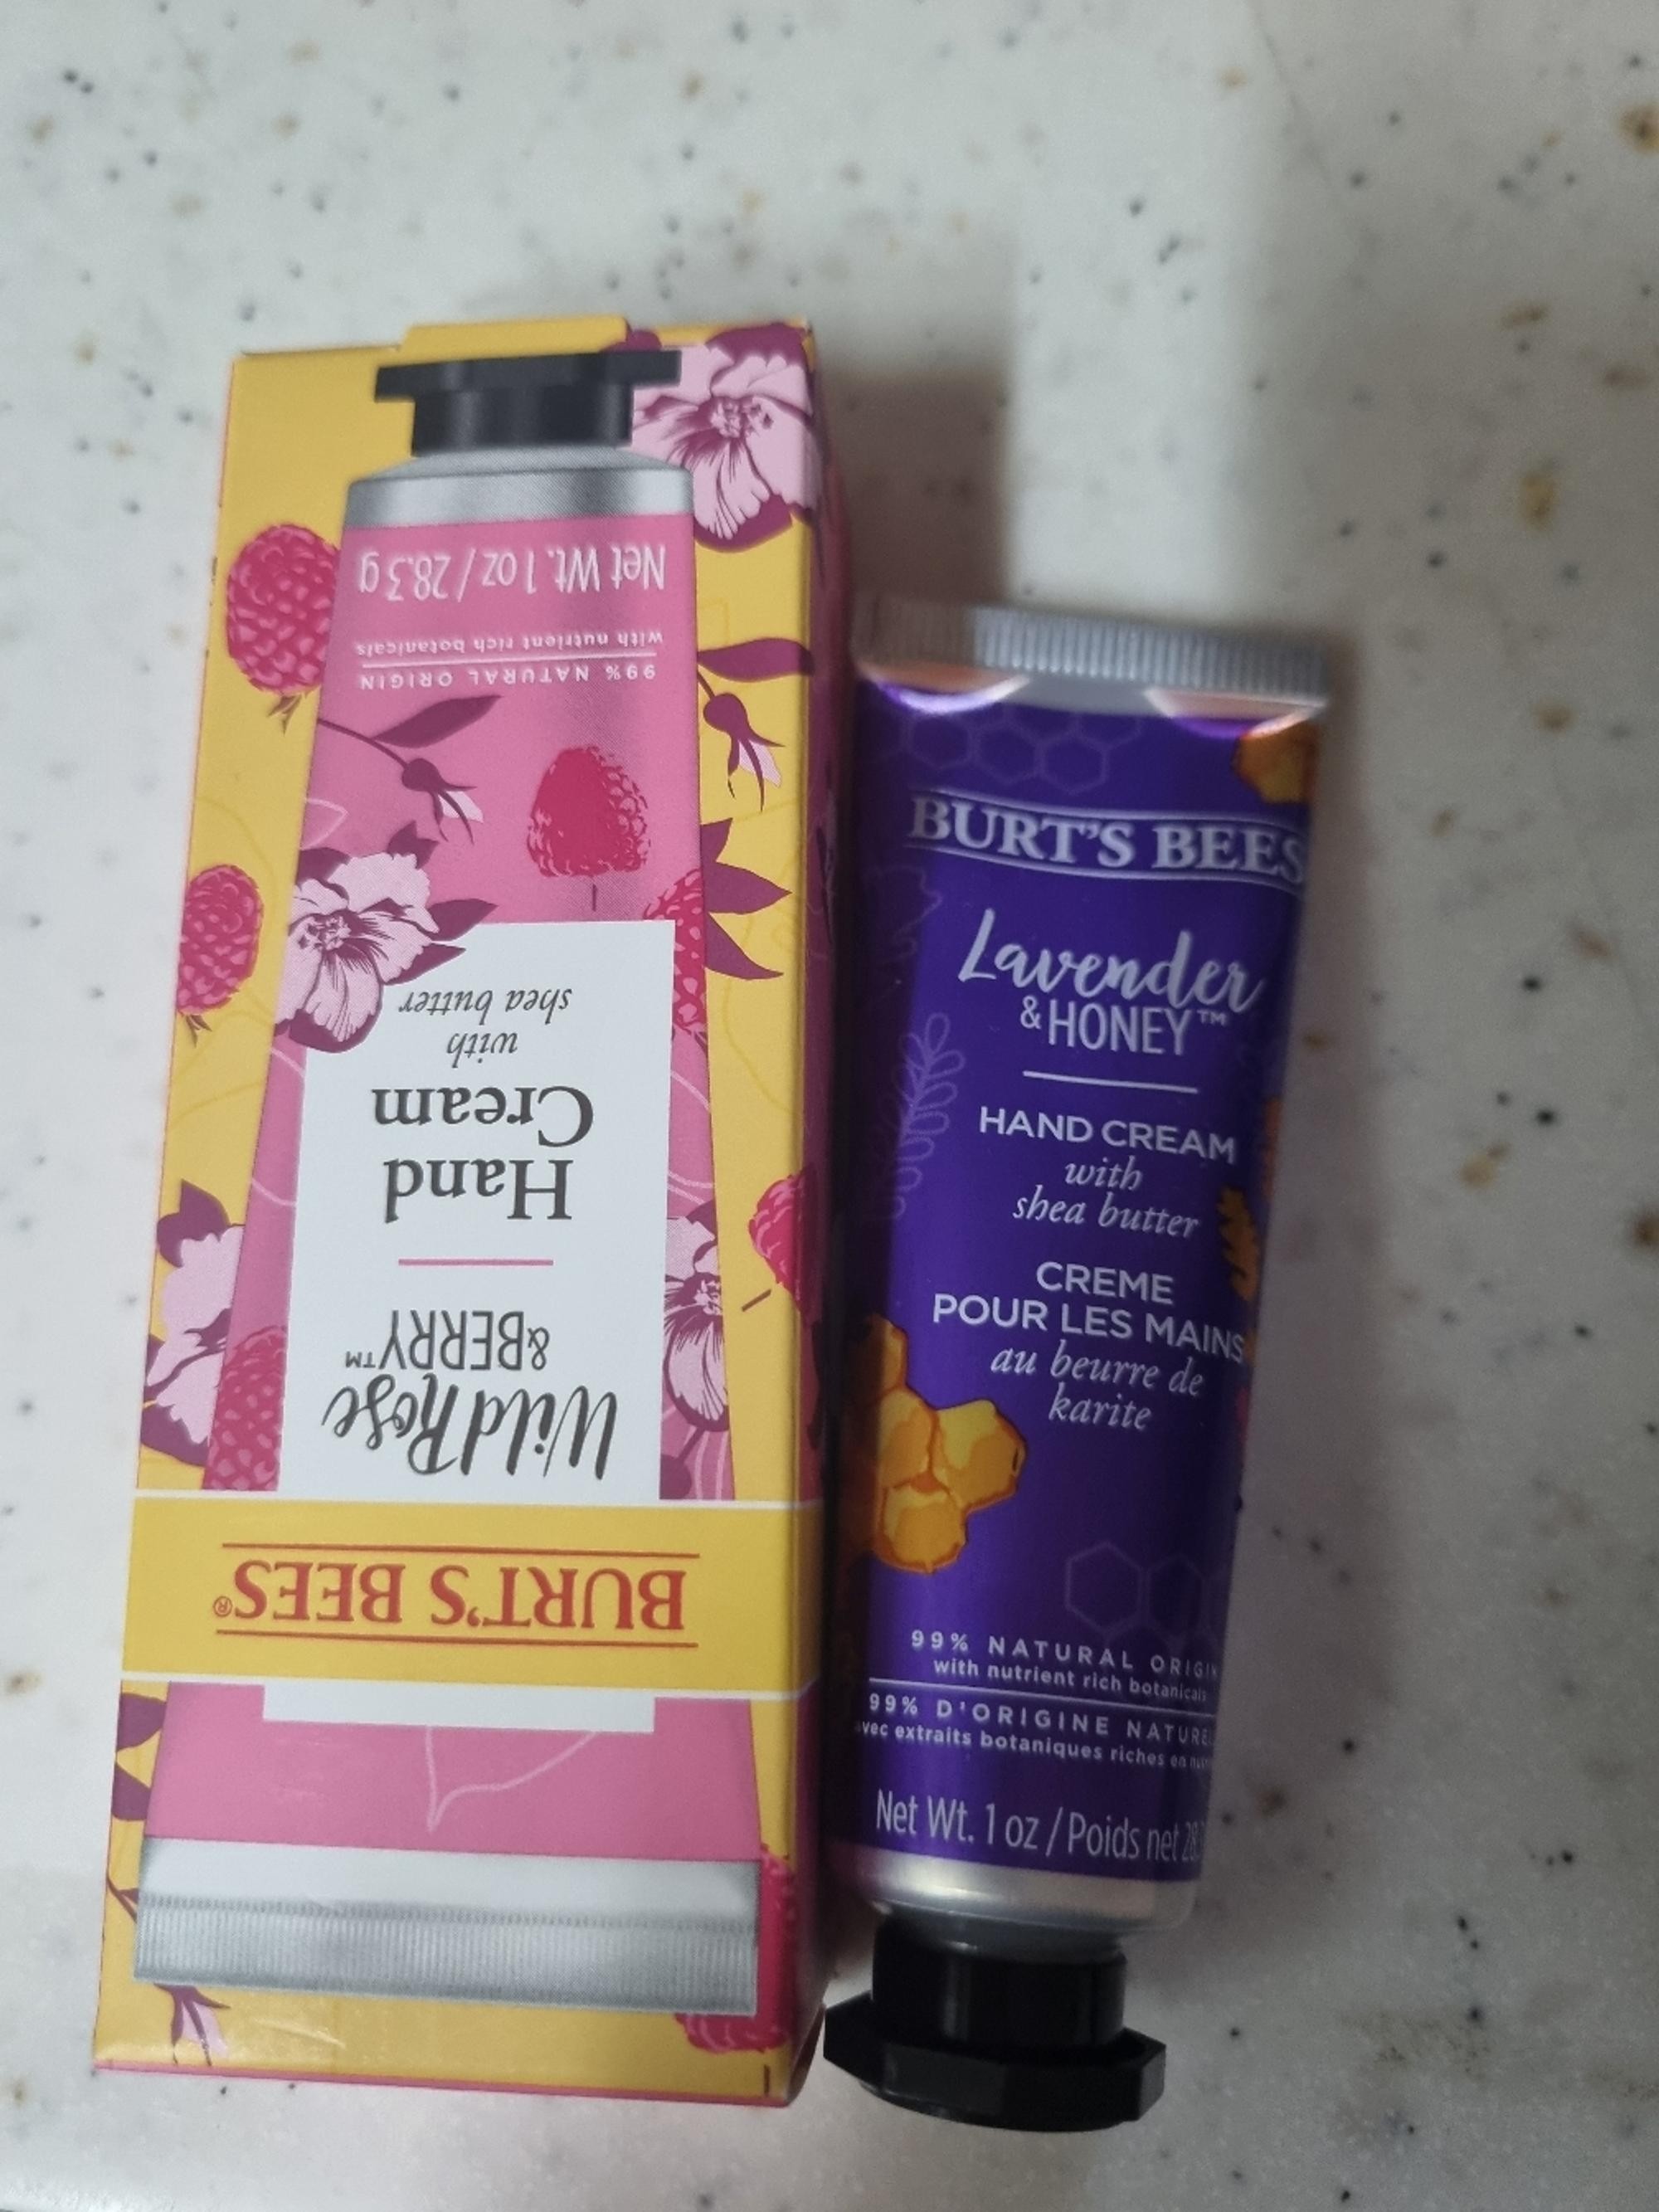 BURT'S BEES®
Wild Rose
& BERRY™
Hand
Cream
with
shea butter
99% NATURAL ORIGIN
with nutrient rich botanicals
Net Wt. 1 oz / 28.3 g
BURT'S BEES
Lavender
& HONEY™
HAND CREAM
with
shea butter
CREME
POUR LES MAINS
au beurre de
karite
99% NATURAL ORIGIN
with nutrient rich botanicals
99% D'ORIGINE
extraits botaniques riches en
Net Wt. 1 oz / Poids net